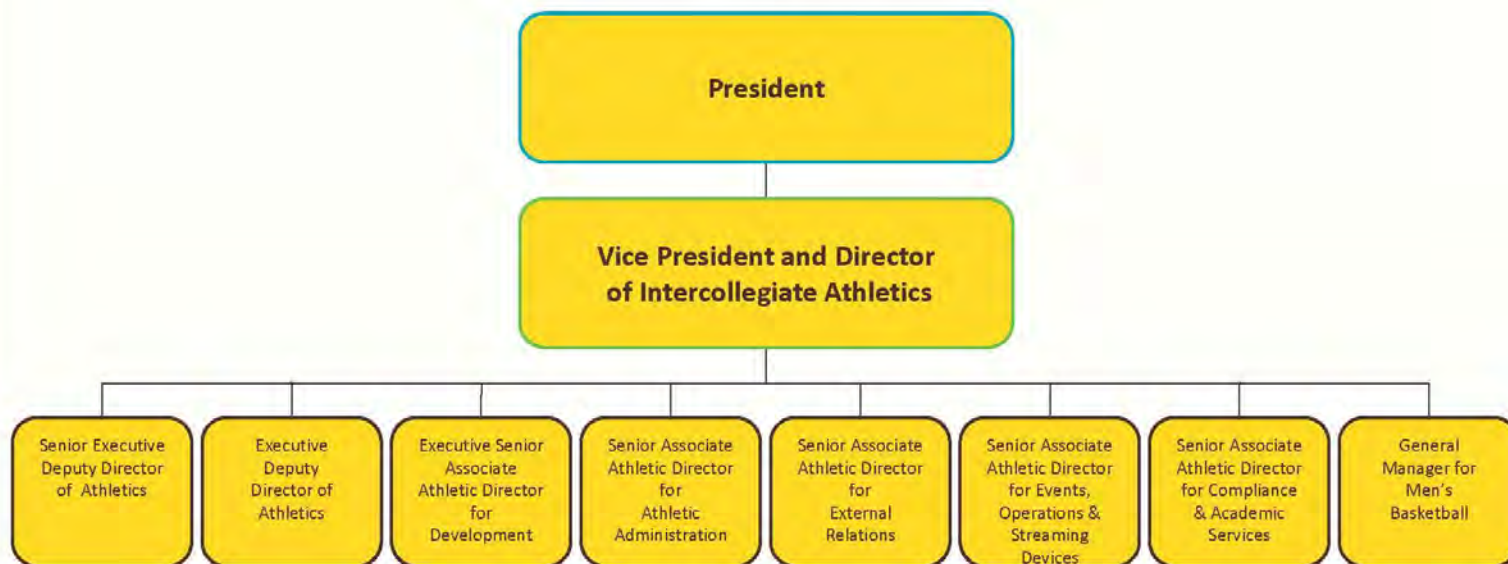 President
Vice President and Director
of Intercollegiate Athletics
Senior Executive
Deputy Director
of Athletics
Executive
Deputy
Director of
Athletics
Executive Senior
Associate
Athletic Director
for
Development
Senior Associate
Athletic Director
for
Athletic
Administration
Senior Associate
Athletic Director
for
External
Relations
Senior Associate
Athletic Director
for Events,
Operations &
Streaming
Devices
Senior Associate
Athletic Director
for Compliance
& Academic
Services
General
Manager for
Men's
Basketball